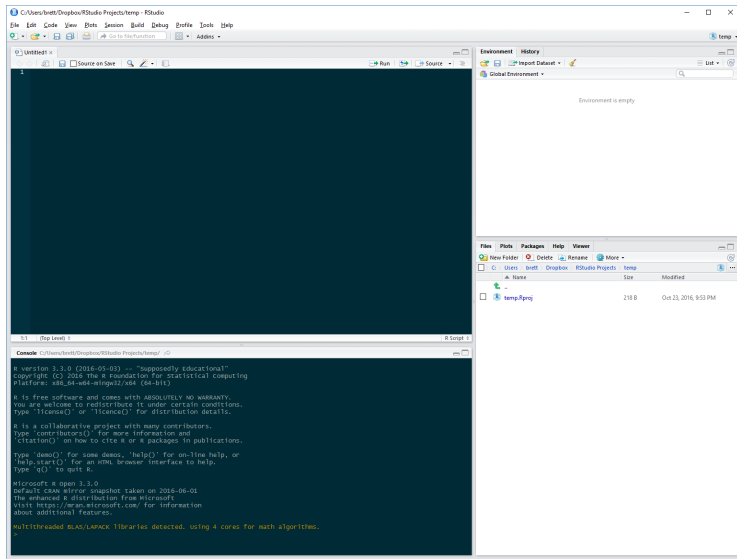 C:/Users/brett/Dropbox/RStudio Projects/temp - RStudio
File Edit Code View Plots Session Build Debug Profile Tools Help
Go to file/function Addins temp
Untitled1
Source on Save Run Source
1
1:1 (Top Level) R Script
Console C:/Users/brett/Dropbox/RStudio Projects/temp/
R version 3.3.0 (2016-05-03) -- "Supposedly Educational"
Copyright (C) 2016 The R Foundation for Statistical Computing
Platform: x86_64-w64-mingw32/x64 (64-bit)
R is free software and comes with ABSOLUTELY NO WARRANTY.
You are welcome to redistribute it under certain conditions.
Type 'license()' or 'licence()' for distribution details.
R is a collaborative project with many contributors.
Type 'contributors()' for more information and
'citation()' on how to cite R or R packages in publications.
Type 'demo()' for some demos, 'help()' for on-line help, or
'help.start()' for an HTML browser interface to help.
Type 'q()' to quit R.
Microsoft R Open 3.3.0
Default CRAN mirror snapshot taken on 2016-06-01
The enhanced R distribution from Microsoft
Visit https://mran.microsoft.com/ for information
about additional features.
Multithreaded BLAS/LAPACK libraries detected. Using 4 cores for math algorithms.
>
Environment History
Import Dataset List
Global Environment
Environment is empty
Files Plots Packages Help Viewer
New Folder Delete Rename More
C: Users brett Dropbox RStudio Projects temp
Name Size Modified
..
temp.Rproj 218 B Oct 23, 2016, 9:53 PM